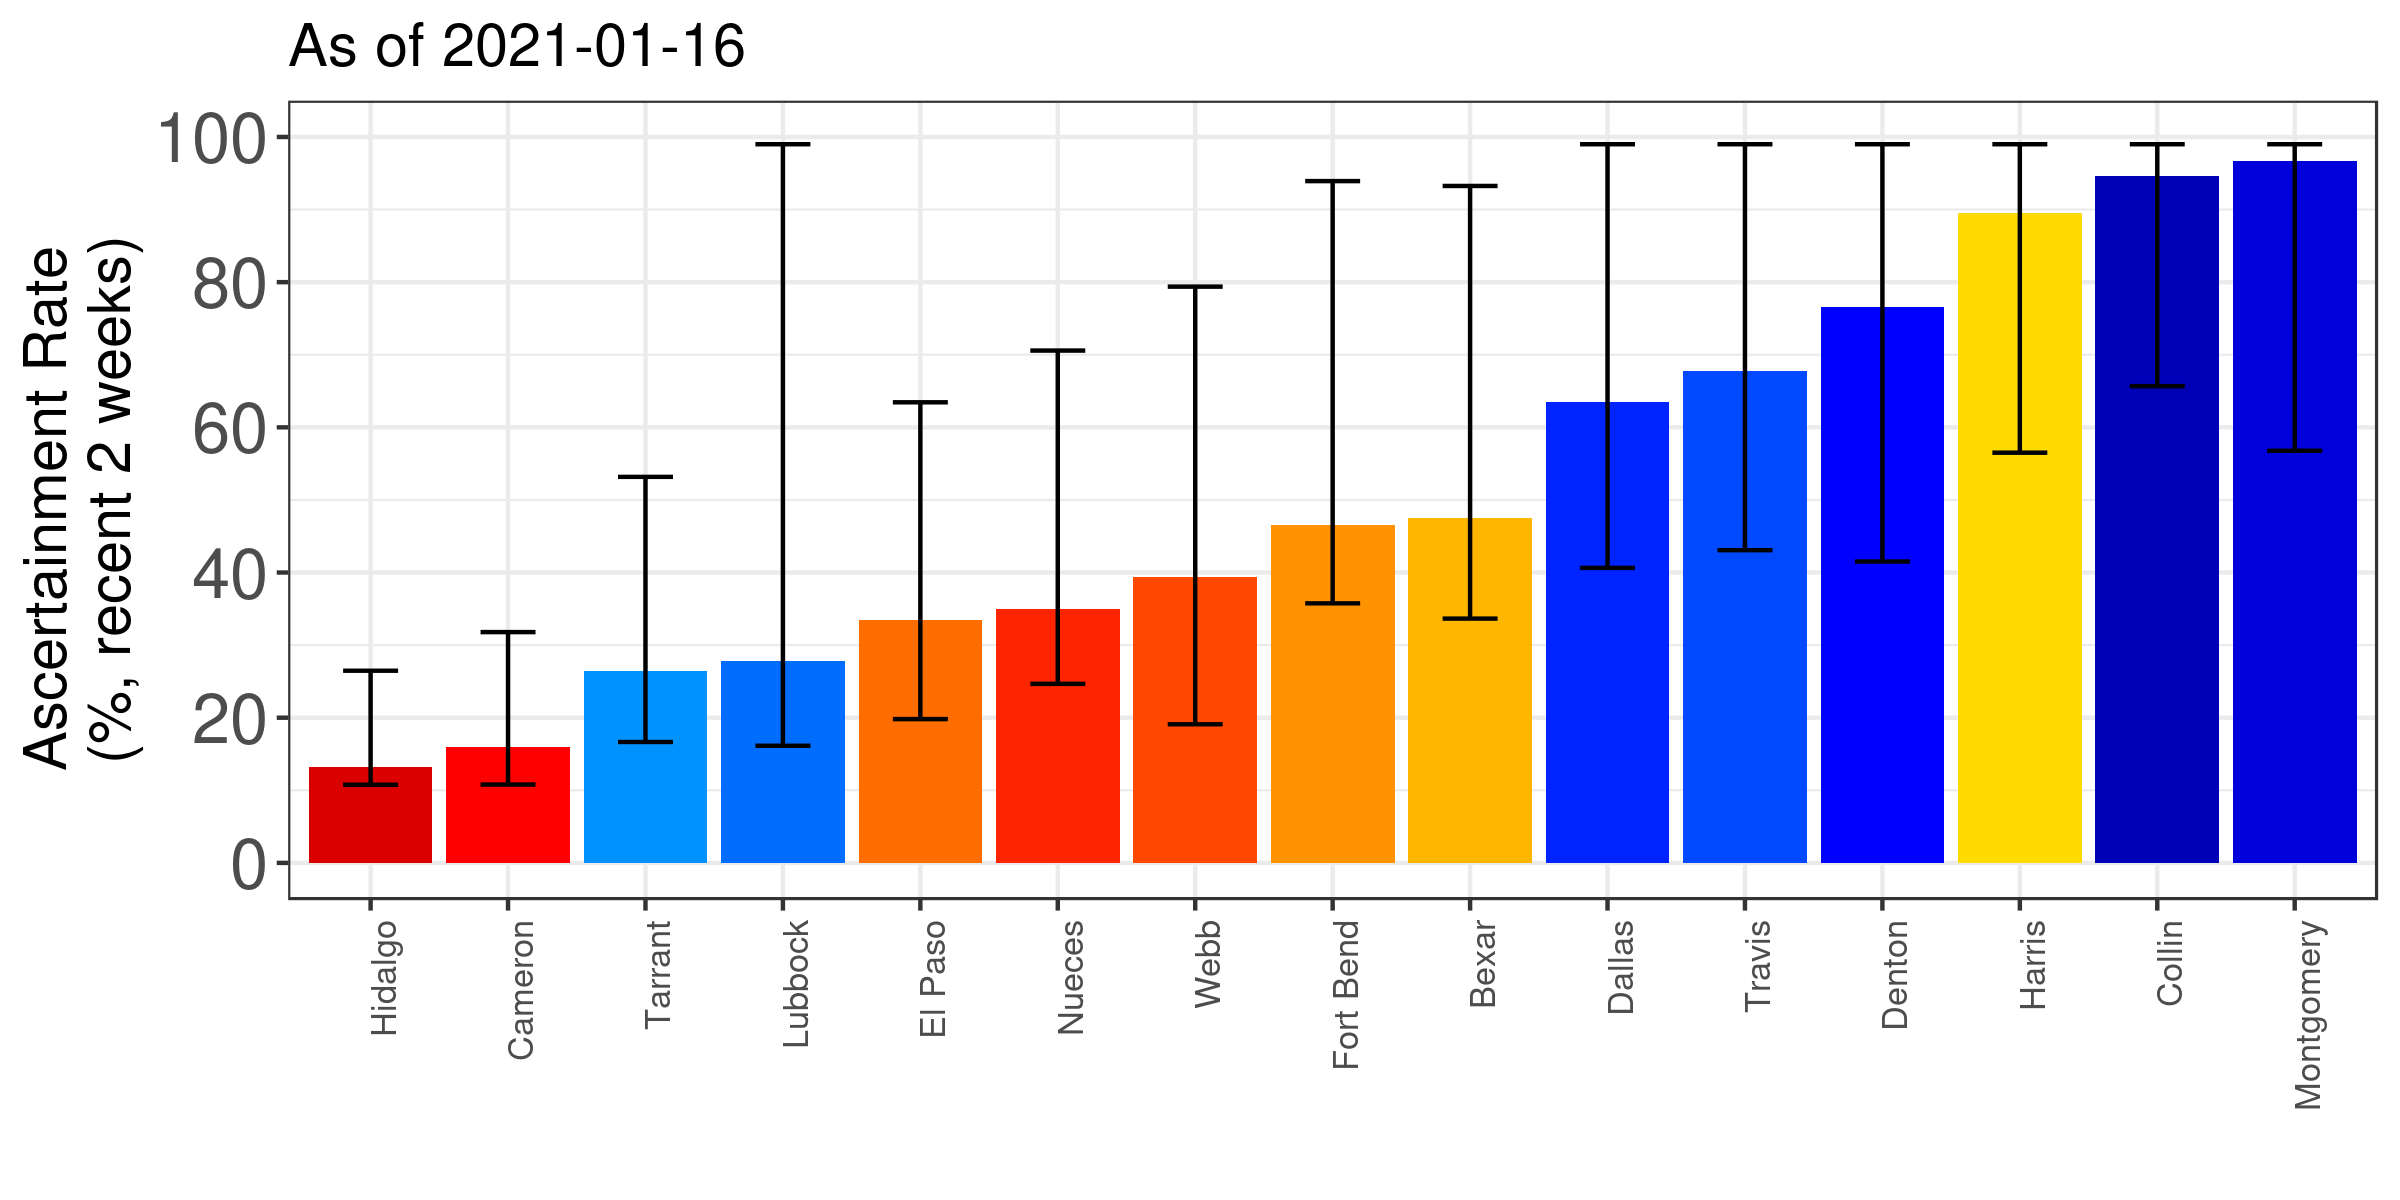 As of 2021-01-16
Ascertainment Rate
(%, recent 2 weeks)
100
80
60
40
20
0
Hidalgo
Cameron
Tarrant
Lubbock
El Paso
Nueces
Webb
Fort Bend
Bexar
Dallas
Travis
Denton
Harris
Collin
Montgomery